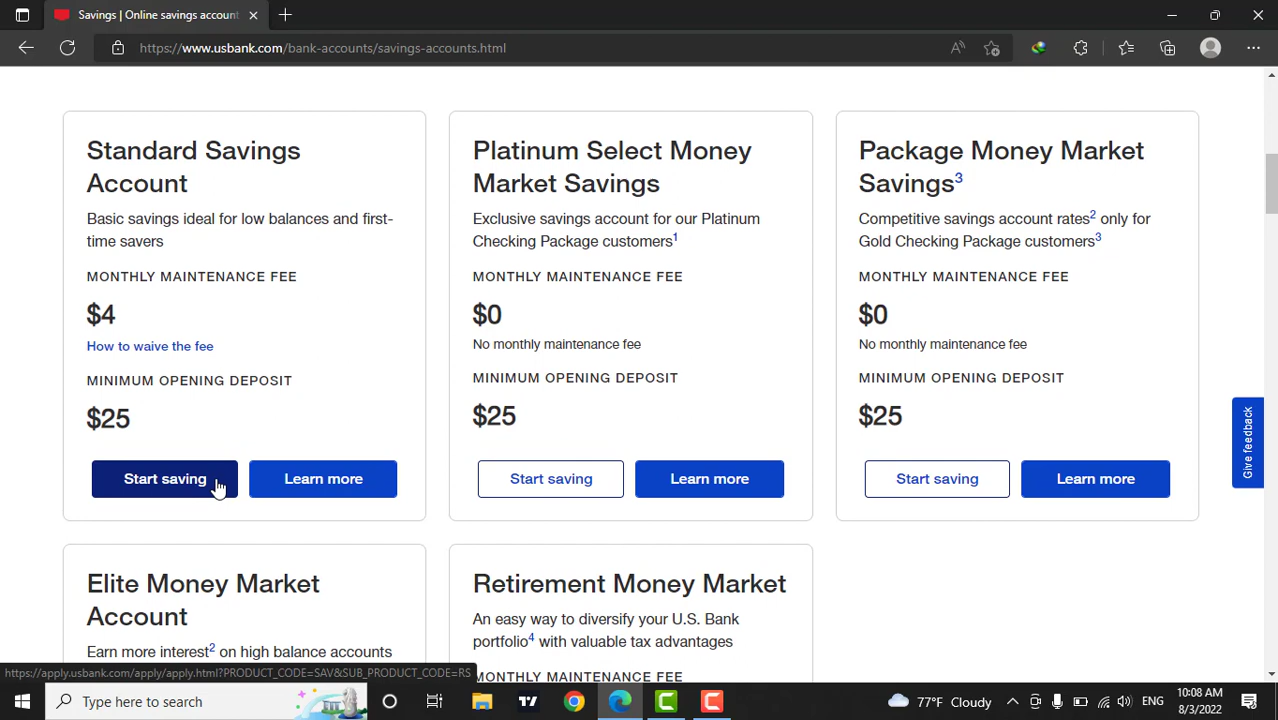 Savings | Online savings account
https://www.usbank.com/bank-accounts/savings-accounts.html
Standard Savings
Account
Basic savings ideal for low balances and first-
time savers
MONTHLY MAINTENANCE FEE
$4
How to waive the fee
MINIMUM OPENING DEPOSIT
$25
Start saving
Learn more
Platinum Select Money
Market Savings
Exclusive savings account for our Platinum
Checking Package customers1
MONTHLY MAINTENANCE FEE
$0
No monthly maintenance fee
MINIMUM OPENING DEPOSIT
$25
Start saving
Learn more
Package Money Market
Savings3
Competitive savings account rates2 only for
Gold Checking Package customers3
MONTHLY MAINTENANCE FEE
$0
No monthly maintenance fee
MINIMUM OPENING DEPOSIT
$25
Start saving
Learn more
Give feedback
Elite Money Market
Account
Earn more interest2 on high balance accounts
Retirement Money Market
An easy way to diversify your U.S. Bank
portfolio4 with valuable tax advantages
MONTHLY MAINTENANCE FEE
https://apply.usbank.com/apply/apply.html?PRODUCT_CODE=SAV&SUB_PRODUCT_CODE=RS
Type here to search
77°F Cloudy
ENG
10:08 AM
8/3/2022